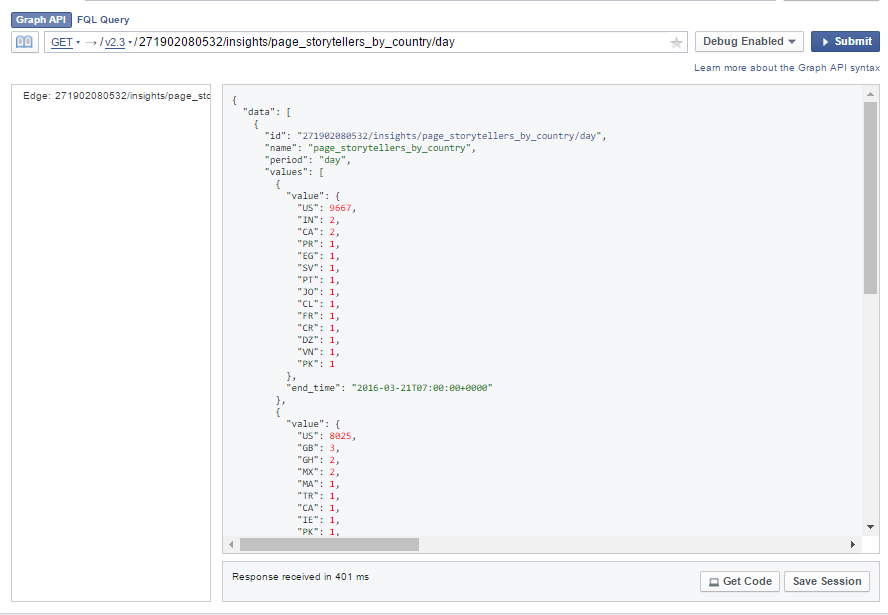 Graph API FQL Query
GET → / v2.3 /271902080532/insights/page_storytellers_by_country/day Debug Enabled Submit
Learn more about the Graph API syntax
Edge: 271902080532/insights/page_sto
{
"data": [
{
"id": "271902080532/insights/page_storytellers_by_country/day",
"name": "page_storytellers_by_country",
"period": "day",
"values": [
{
"value": {
"US": 9667,
"IN": 2,
"CA": 2,
"PR": 1,
"EG": 1,
"SV": 1,
"PT": 1,
"JO": 1,
"CL": 1,
"FR": 1,
"CR": 1,
"DZ": 1,
"VN": 1,
"PK": 1
},
"end_time": "2016-03-21T07:00:00+0000"
},
{
"value": {
"US": 8025,
"GB": 3,
"GH": 2,
"MX": 2,
"MA": 1,
"TR": 1,
"CA": 1,
"IE": 1,
"PK": 1,
Response received in 401 ms
Get Code Save Session